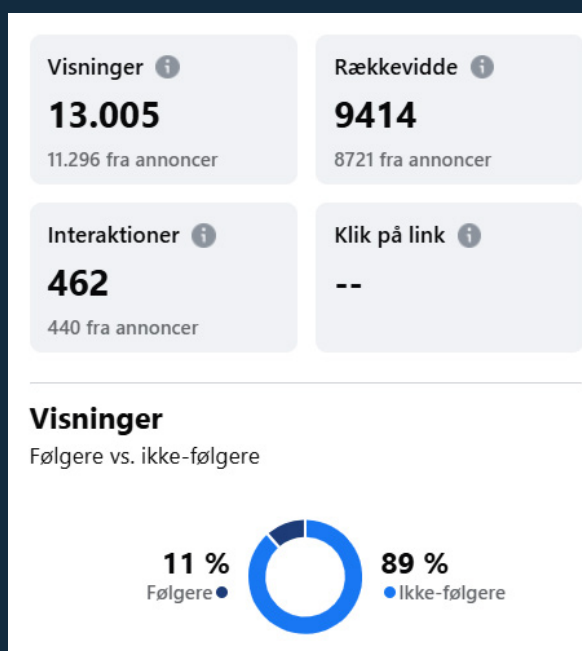 Visninger
13.005
11.296 fra annoncer
Rækkevidde
9414
8721 fra annoncer
Interaktioner
462
440 fra annoncer
Klik på link
--
Visninger
Følgere vs. ikke-følgere
11 %
Følgere
89 %
Ikke-følgere